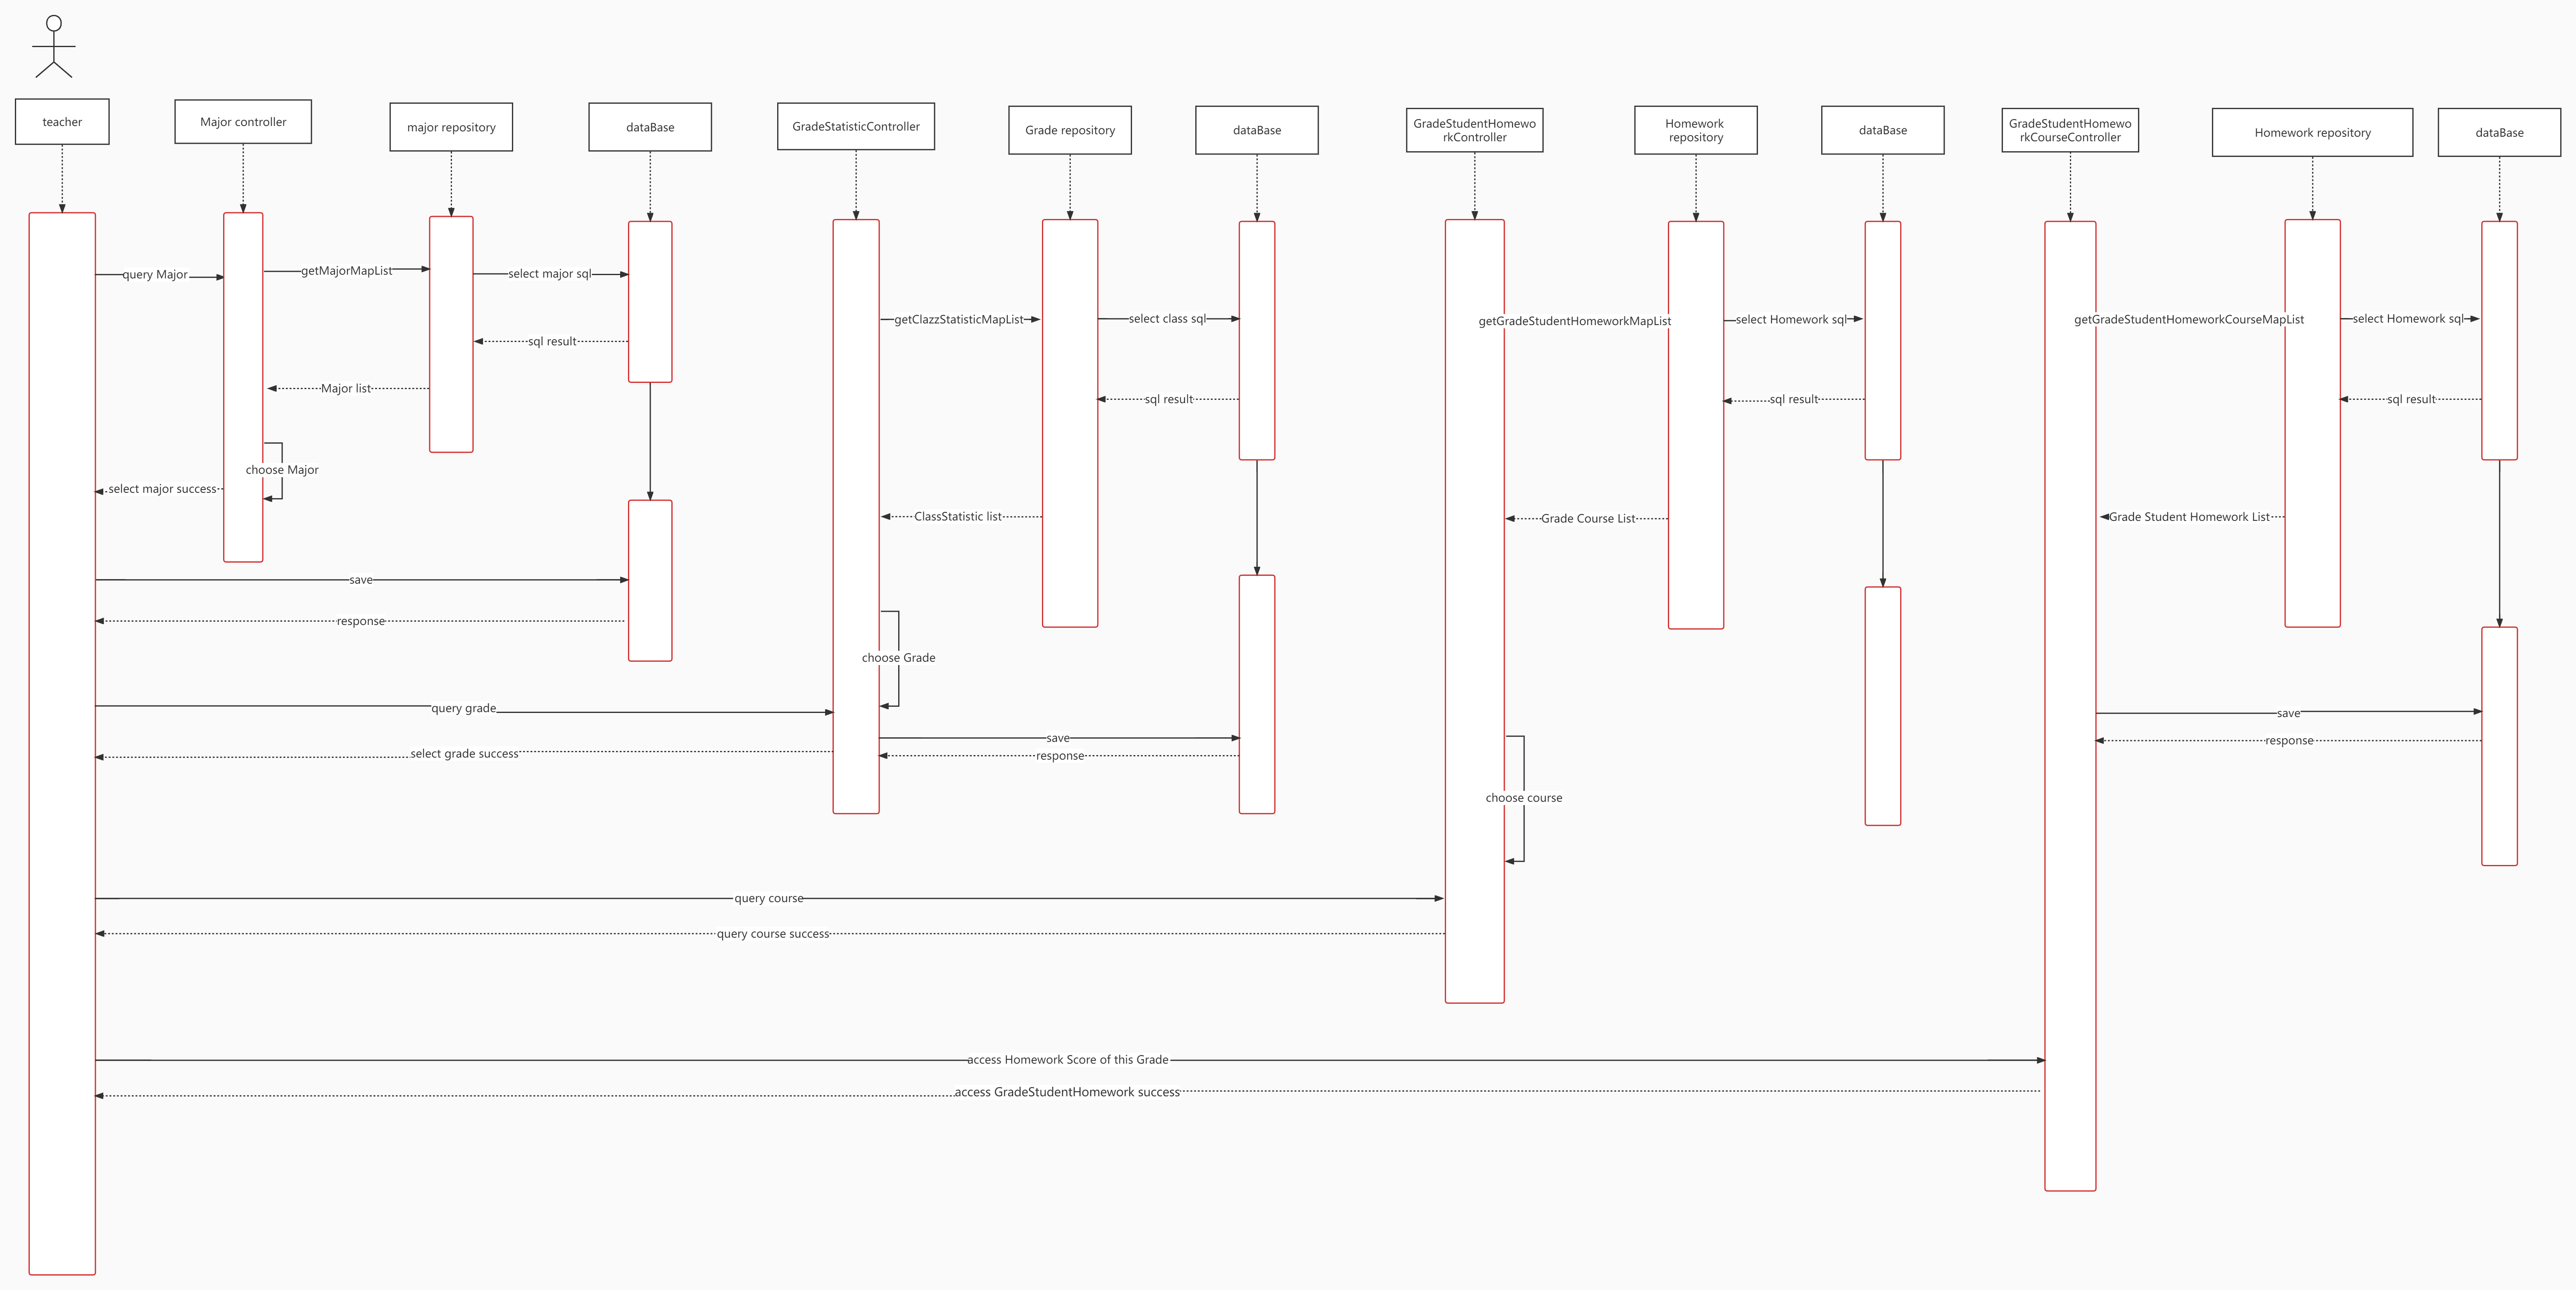 teacher
Major controller
major repository
dataBase
GradeStatisticController
Grade repository
dataBase
GradeStudentHomewo
rkController
Homework
repository
dataBase
GradeStudentHomewo
rkCourseController
Homework repository
dataBase
query Major
getMajorMapList
select major sql
getClazzStatisticMapList
select class sql
getGradeStudentHomeworkMapList
select Homework sql
getGradeStudentHomeworkCourseMapList
select Homework sql
sql result
Major list
sql result
sql result
sql result
choose Major
select major success
ClassStatistic list
Grade Course List
Grade Student Homework List
save
response
choose Grade
query grade
save
save
select grade success
response
response
choose course
query course
query course success
access Homework Score of this Grade
access GradeStudentHomework success